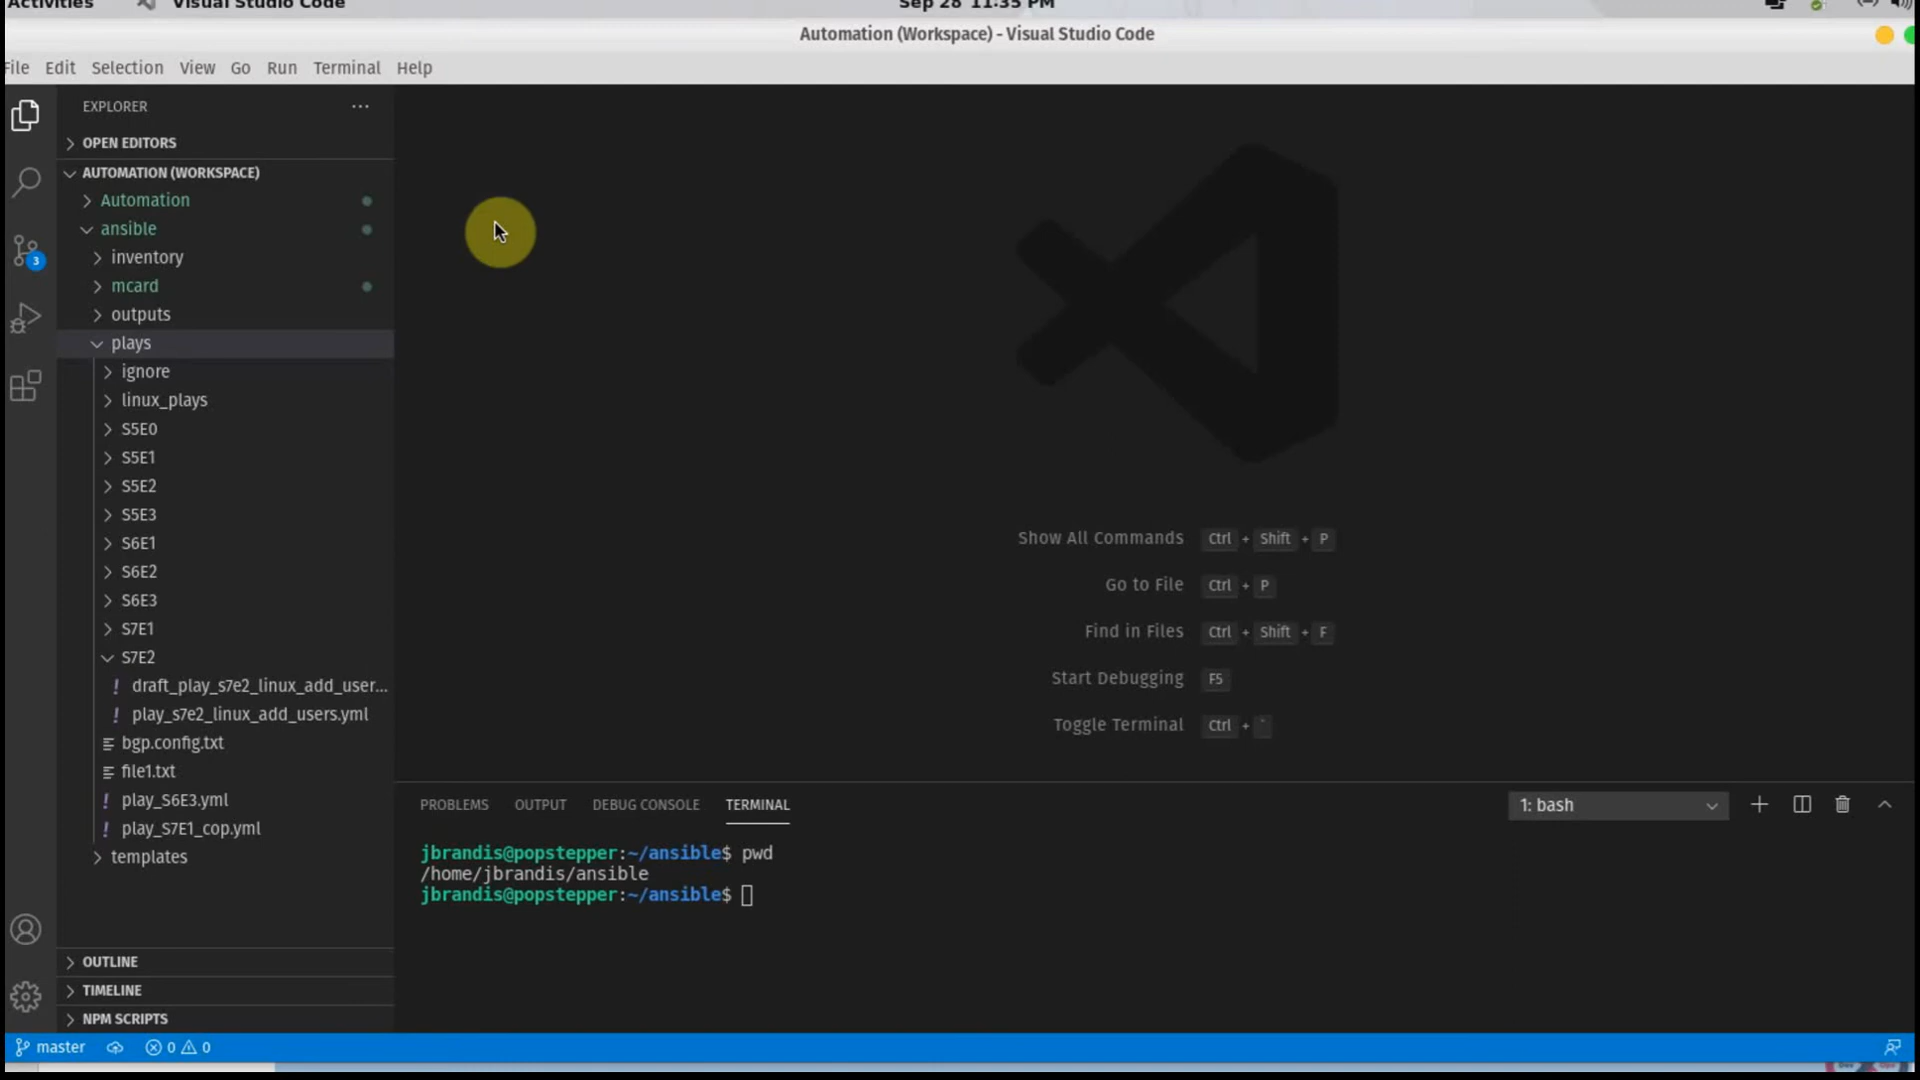 Activities Visual Studio Code Sep 28 11:35 PM
Automation (Workspace) - Visual Studio Code
File Edit Selection View Go Run Terminal Help
EXPLORER ···
OPEN EDITORS
AUTOMATION (WORKSPACE)
Automation
ansible
inventory
3
mcard
outputs
plays
ignore
linux_plays
S5E0
S5E1
S5E2
S5E3
S6E1
S6E2
S6E3
S7E1
S7E2
! draft_play_s7e2_linux_add_user...
! play_s7e2_linux_add_users.yml
bgp.config.txt
file1.txt
! play_S6E3.yml
! play_S7E1_cop.yml
templates
OUTLINE
TIMELINE
NPM SCRIPTS
Show All Commands Ctrl + Shift + P
Go to File Ctrl + P
Find in Files Ctrl + Shift + F
Start Debugging F5
Toggle Terminal Ctrl + `
PROBLEMS OUTPUT DEBUG CONSOLE TERMINAL 1: bash
jbrandis@popstepper:~/ansible$ pwd
/home/jbrandis/ansible
jbrandis@popstepper:~/ansible$
master 0 0